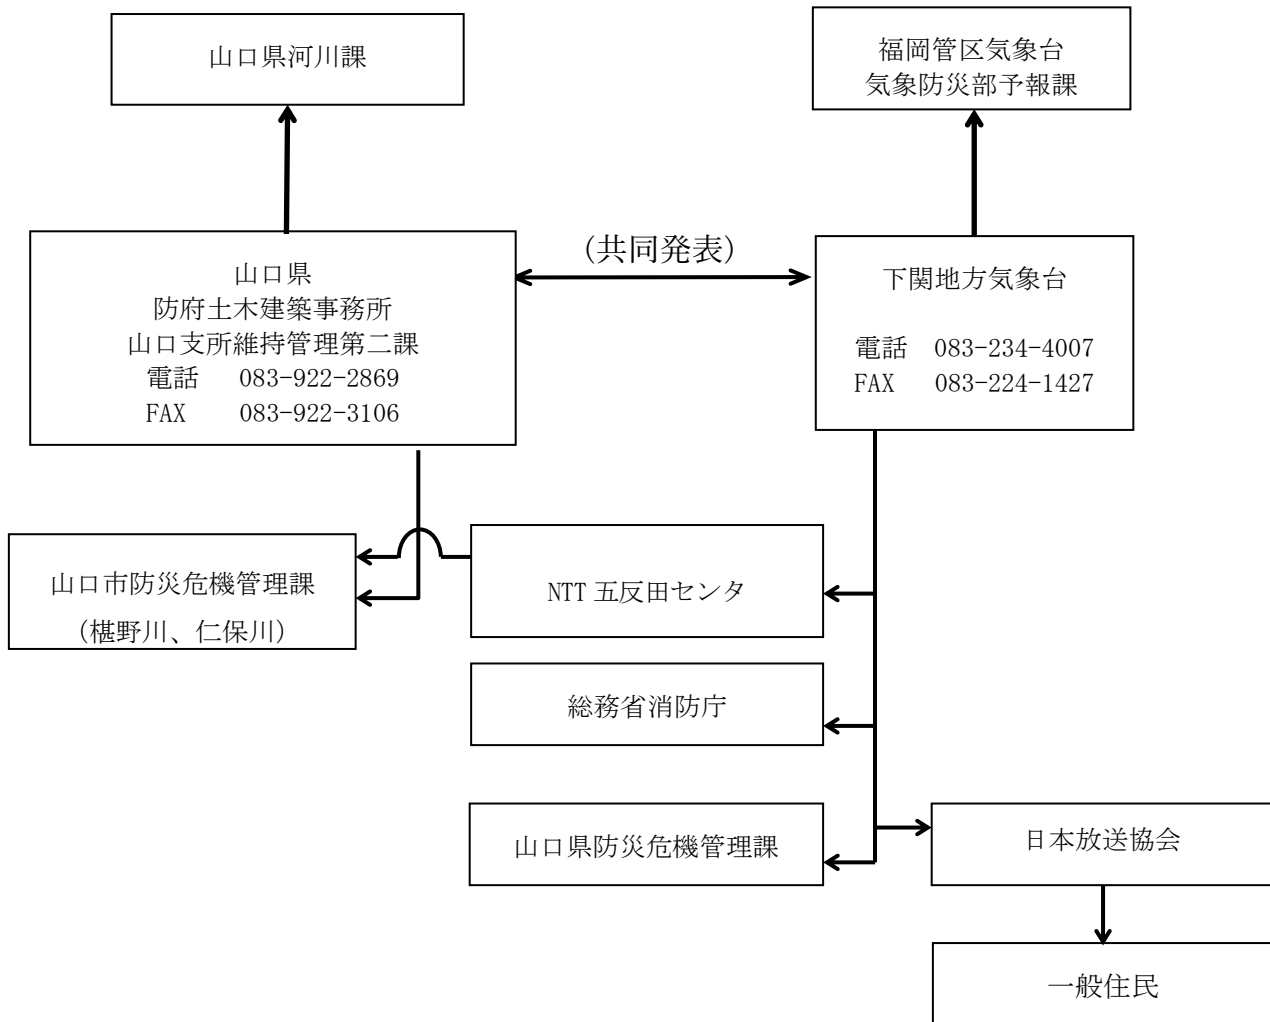 山口県河川課
福岡管区気象台
気象防災部予報課
(共同発表)
山口県
防府土木建築事務所
山口支所維持管理第二課
電話 083-922-2869
FAX 083-922-3106
下関地方気象台
電話 083-234-4007
FAX 083-224-1427
山口市防災危機管理課
(椹野川、仁保川)
NTT 五反田センタ
総務省消防庁
山口県防災危機管理課
日本放送協会
一般住民